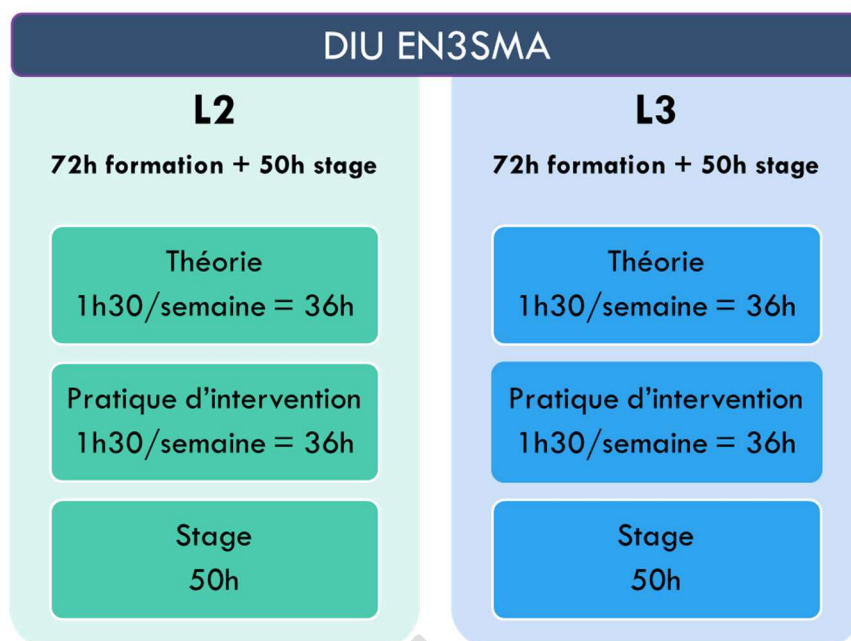 DIU EN3SMA
L2
72h formation + 50h stage
Théorie
1h30/semaine = 36h
Pratique d'intervention
1h30/semaine = 36h
Stage
50h
L3
72h formation + 50h stage
Théorie
1h30/semaine = 36h
Pratique d'intervention
1h30/semaine = 36h
Stage
50h